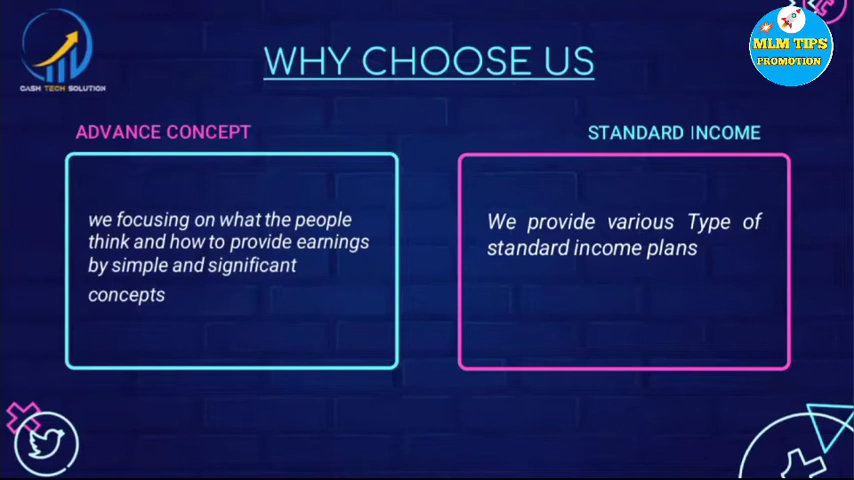 CASH TECH SOLUTION
MLM TIPS
PROMOTION
WHY CHOOSE US
ADVANCE CONCEPT
we focusing on what the people
think and how to provide earnings
by simple and significant
concepts
STANDARD INCOME
We provide various Type of
standard income plans